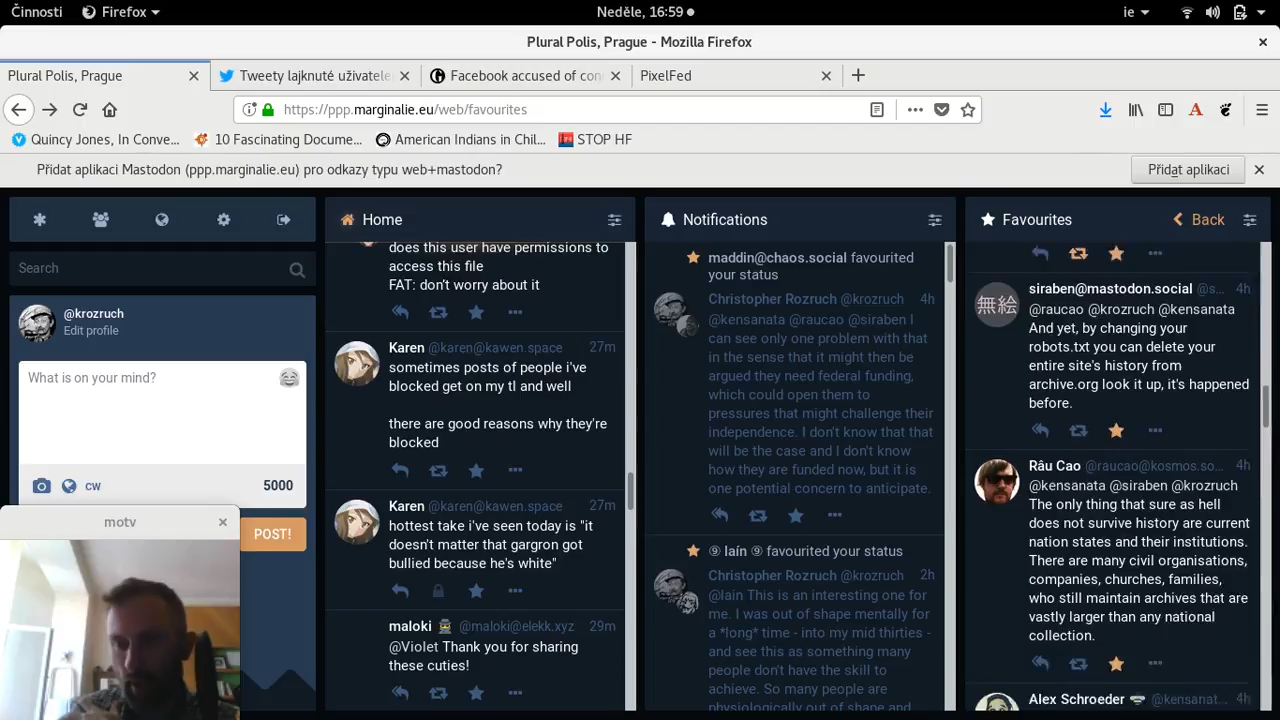 Činnosti
Firefox
Neděle, 16:59
ie
Plural Polis, Prague - Mozilla Firefox
Plural Polis, Prague
Tweety lajknuté uživatele
Facebook accused of con
PixelFed
https://ppp.marginalie.eu/web/favourites
Quincy Jones, In Conve...
10 Fascinating Docume...
American Indians in Chil...
STOP HF
Přidat aplikaci Mastodon (ppp.marginalie.eu) pro odkazy typu web+mastodon?
Přidat aplikaci
Search
@krozruch
Edit profile
What is on your mind?
cw
5000
POST!
motv
Home
does this user have permissions to
access this file
FAT: don't worry about it
Karen @karen@kawen.space 27m
sometimes posts of people i've
blocked get on my tl and well
there are good reasons why they're
blocked
Karen @karen@kawen.space 27m
hottest take i've seen today is "it
doesn't matter that gargron got
bullied because he's white"
maloki @maloki@elekk.xyz 29m
@Violet Thank you for sharing
these cuties!
Notifications
maddin@chaos.social favourited
your status
Christopher Rozruch @krozruch 4h
@kensanata @raucao @siraben I
can see only one problem with that
in the sense that it might then be
argued they need federal funding,
which could open them to
pressures that might challenge their
independence. I don't know that that
will be the case and I don't know
how they are funded now, but it is
one potential concern to anticipate.
⑨ laín ⑨ favourited your status
Christopher Rozruch @krozruch 2h
@lain This is an interesting one for
me. I was out of shape mentally for
a *long* time - into my mid thirties -
and see this as something many
people don't have the skill to
achieve. So many people are
physiologically out of shape and
Favourites
Back
siraben@mastodon.social @s... 4h
無絵
@raucao @krozruch @kensanata
And yet, by changing your
robots.txt you can delete your
entire site's history from
archive.org look it up, it's happened
before.
Râu Cao @raucao@kosmos.so... 4h
@kensanata @siraben @krozruch
The only thing that sure as hell
does not survive history are current
nation states and their institutions.
There are many civil organisations,
companies, churches, families,
who still maintain archives that are
vastly larger than any national
collection.
Alex Schroeder @kensanat... 4h